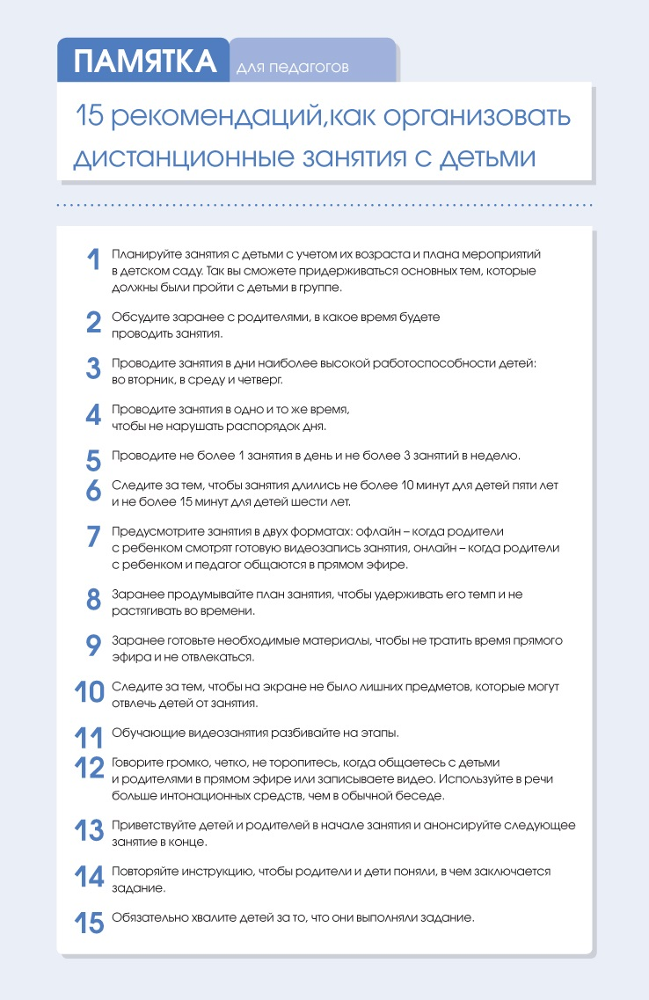 ПАМЯТКА для педагогов
15 рекомендаций,как организовать
дистанционные занятия с детьми
1 Планируйте занятия с детьми с учетом их возраста и плана мероприятий
в детском саду. Так вы сможете придерживаться основных тем, которые
должны были пройти с детьми в группе.
2 Обсудите заранее с родителями, в какое время будете
проводить занятия.
3 Проводите занятия в дни наиболее высокой работоспособности детей:
во вторник, в среду и четверг.
4 Проводите занятия в одно и то же время,
чтобы не нарушать распорядок дня.
5 Проводите не более 1 занятия в день и не более 3 занятий в неделю.
6 Следите за тем, чтобы занятия длились не более 10 минут для детей пяти лет
и не более 15 минут для детей шести лет.
7 Предусмотрите занятия в двух форматах: офлайн – когда родители
с ребенком смотрят готовую видеозапись занятия, онлайн – когда родители
с ребенком и педагог общаются в прямом эфире.
8 Заранее продумывайте план занятия, чтобы удерживать его темп и не
растягивать во времени.
9 Заранее готовьте необходимые материалы, чтобы не тратить время прямого
эфира и не отвлекаться.
10 Следите за тем, чтобы на экране не было лишних предметов, которые могут
отвлечь детей от занятия.
11 Обучающие видеозанятия разбивайте на этапы.
12 Говорите громко, четко, не торопитесь, когда общаетесь с детьми
и родителями в прямом эфире или записываете видео. Используйте в речи
больше интонационных средств, чем в обычной беседе.
13 Приветствуйте детей и родителей в начале занятия и анонсируйте следующее
занятие в конце.
14 Повторяйте инструкцию, чтобы родители и дети поняли, в чем заключается
задание.
15 Обязательно хвалите детей за то, что они выполняли задание.